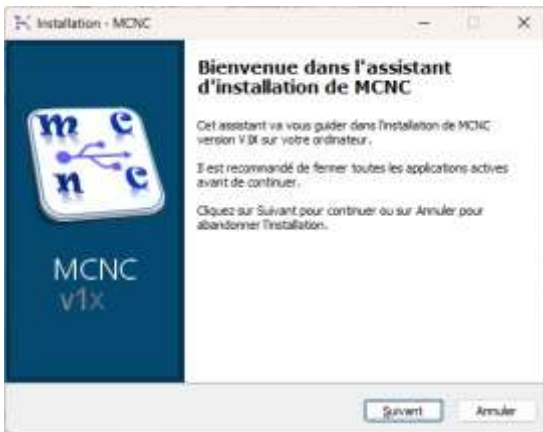 Installation - MCNC
m c
n c
MCNC
v1x
Bienvenue dans l'assistant
d'installation de MCNC
Cet assistant va vous guider dans l'installation de MCNC
version V1X sur votre ordinateur.
Il est recommandé de fermer toutes les applications actives
avant de continuer.
Cliquez sur Suivant pour continuer ou sur Annuler pour
abandonner l'installation.
Suivant Annuler